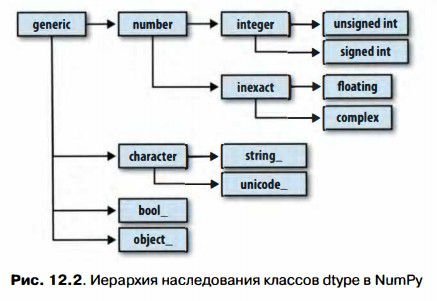 generic
number
integer
unsigned int
signed int
inexact
floating
complex
character
string_
unicode_
bool_
object_
Рис. 12.2. Иерархия наследования классов dtype в NumPy